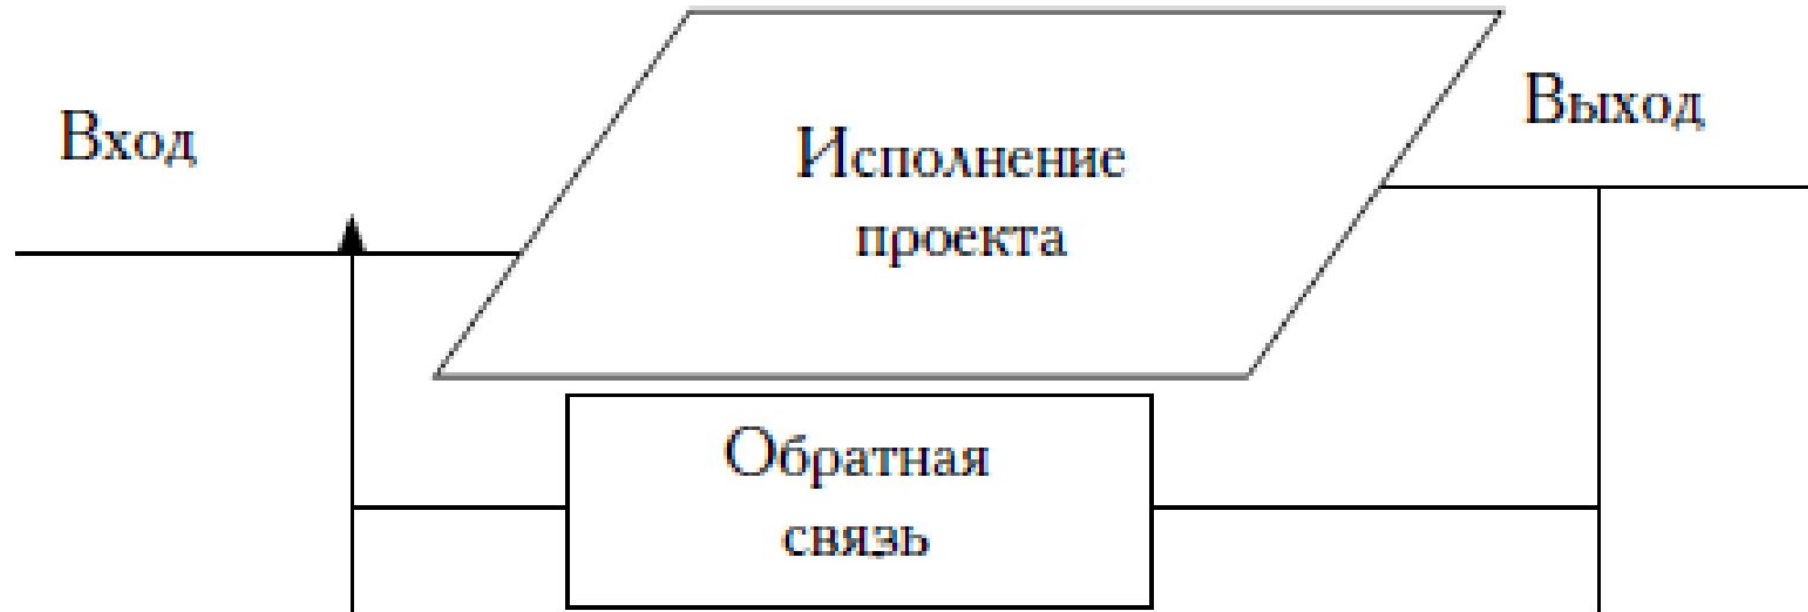 Вход
Исполнение
проекта
Выход
Обратная
связь